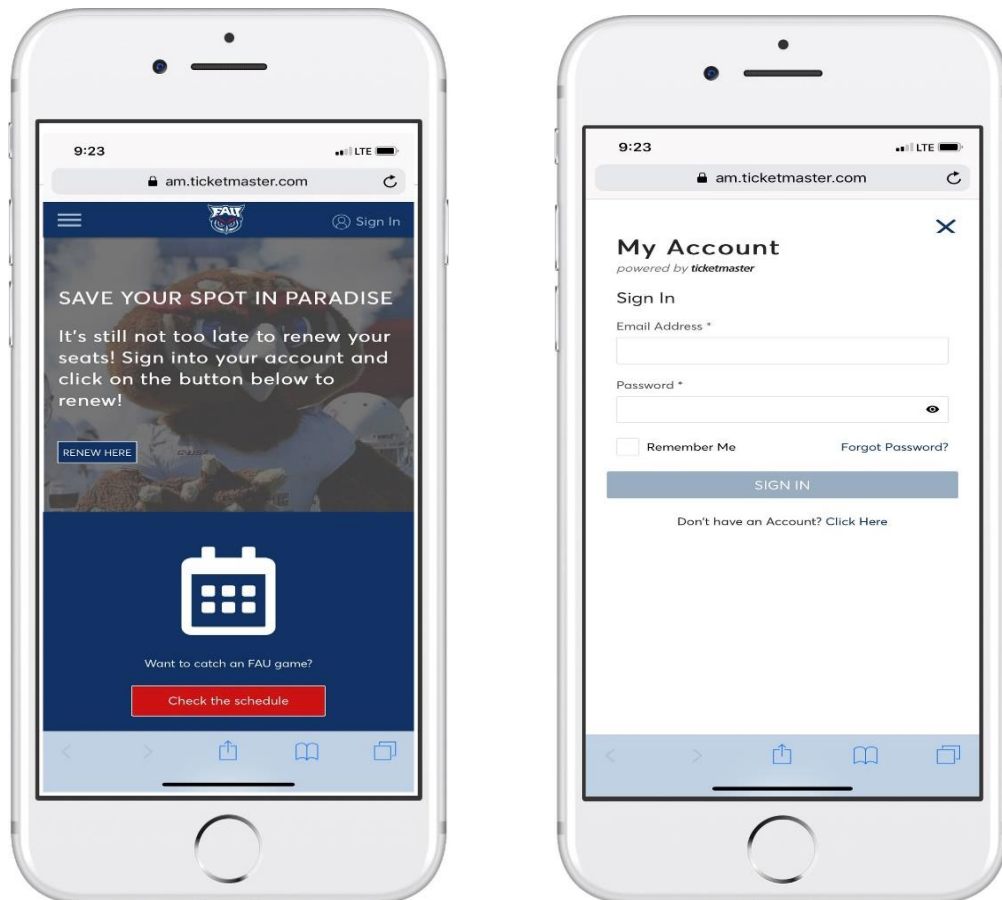 9:23
LTE
am.ticketmaster.com
FAU
Sign In
SAVE YOUR SPOT IN PARADISE
It's still not too late to renew your
seats! Sign into your account and
click on the button below to
renew!
RENEW HERE
Want to catch an FAU game?
Check the schedule
9:23
LTE
am.ticketmaster.com
My Account
powered by ticketmaster
Sign In
Email Address *
Password *
Remember Me
Forgot Password?
SIGN IN
Don't have an Account? Click Here